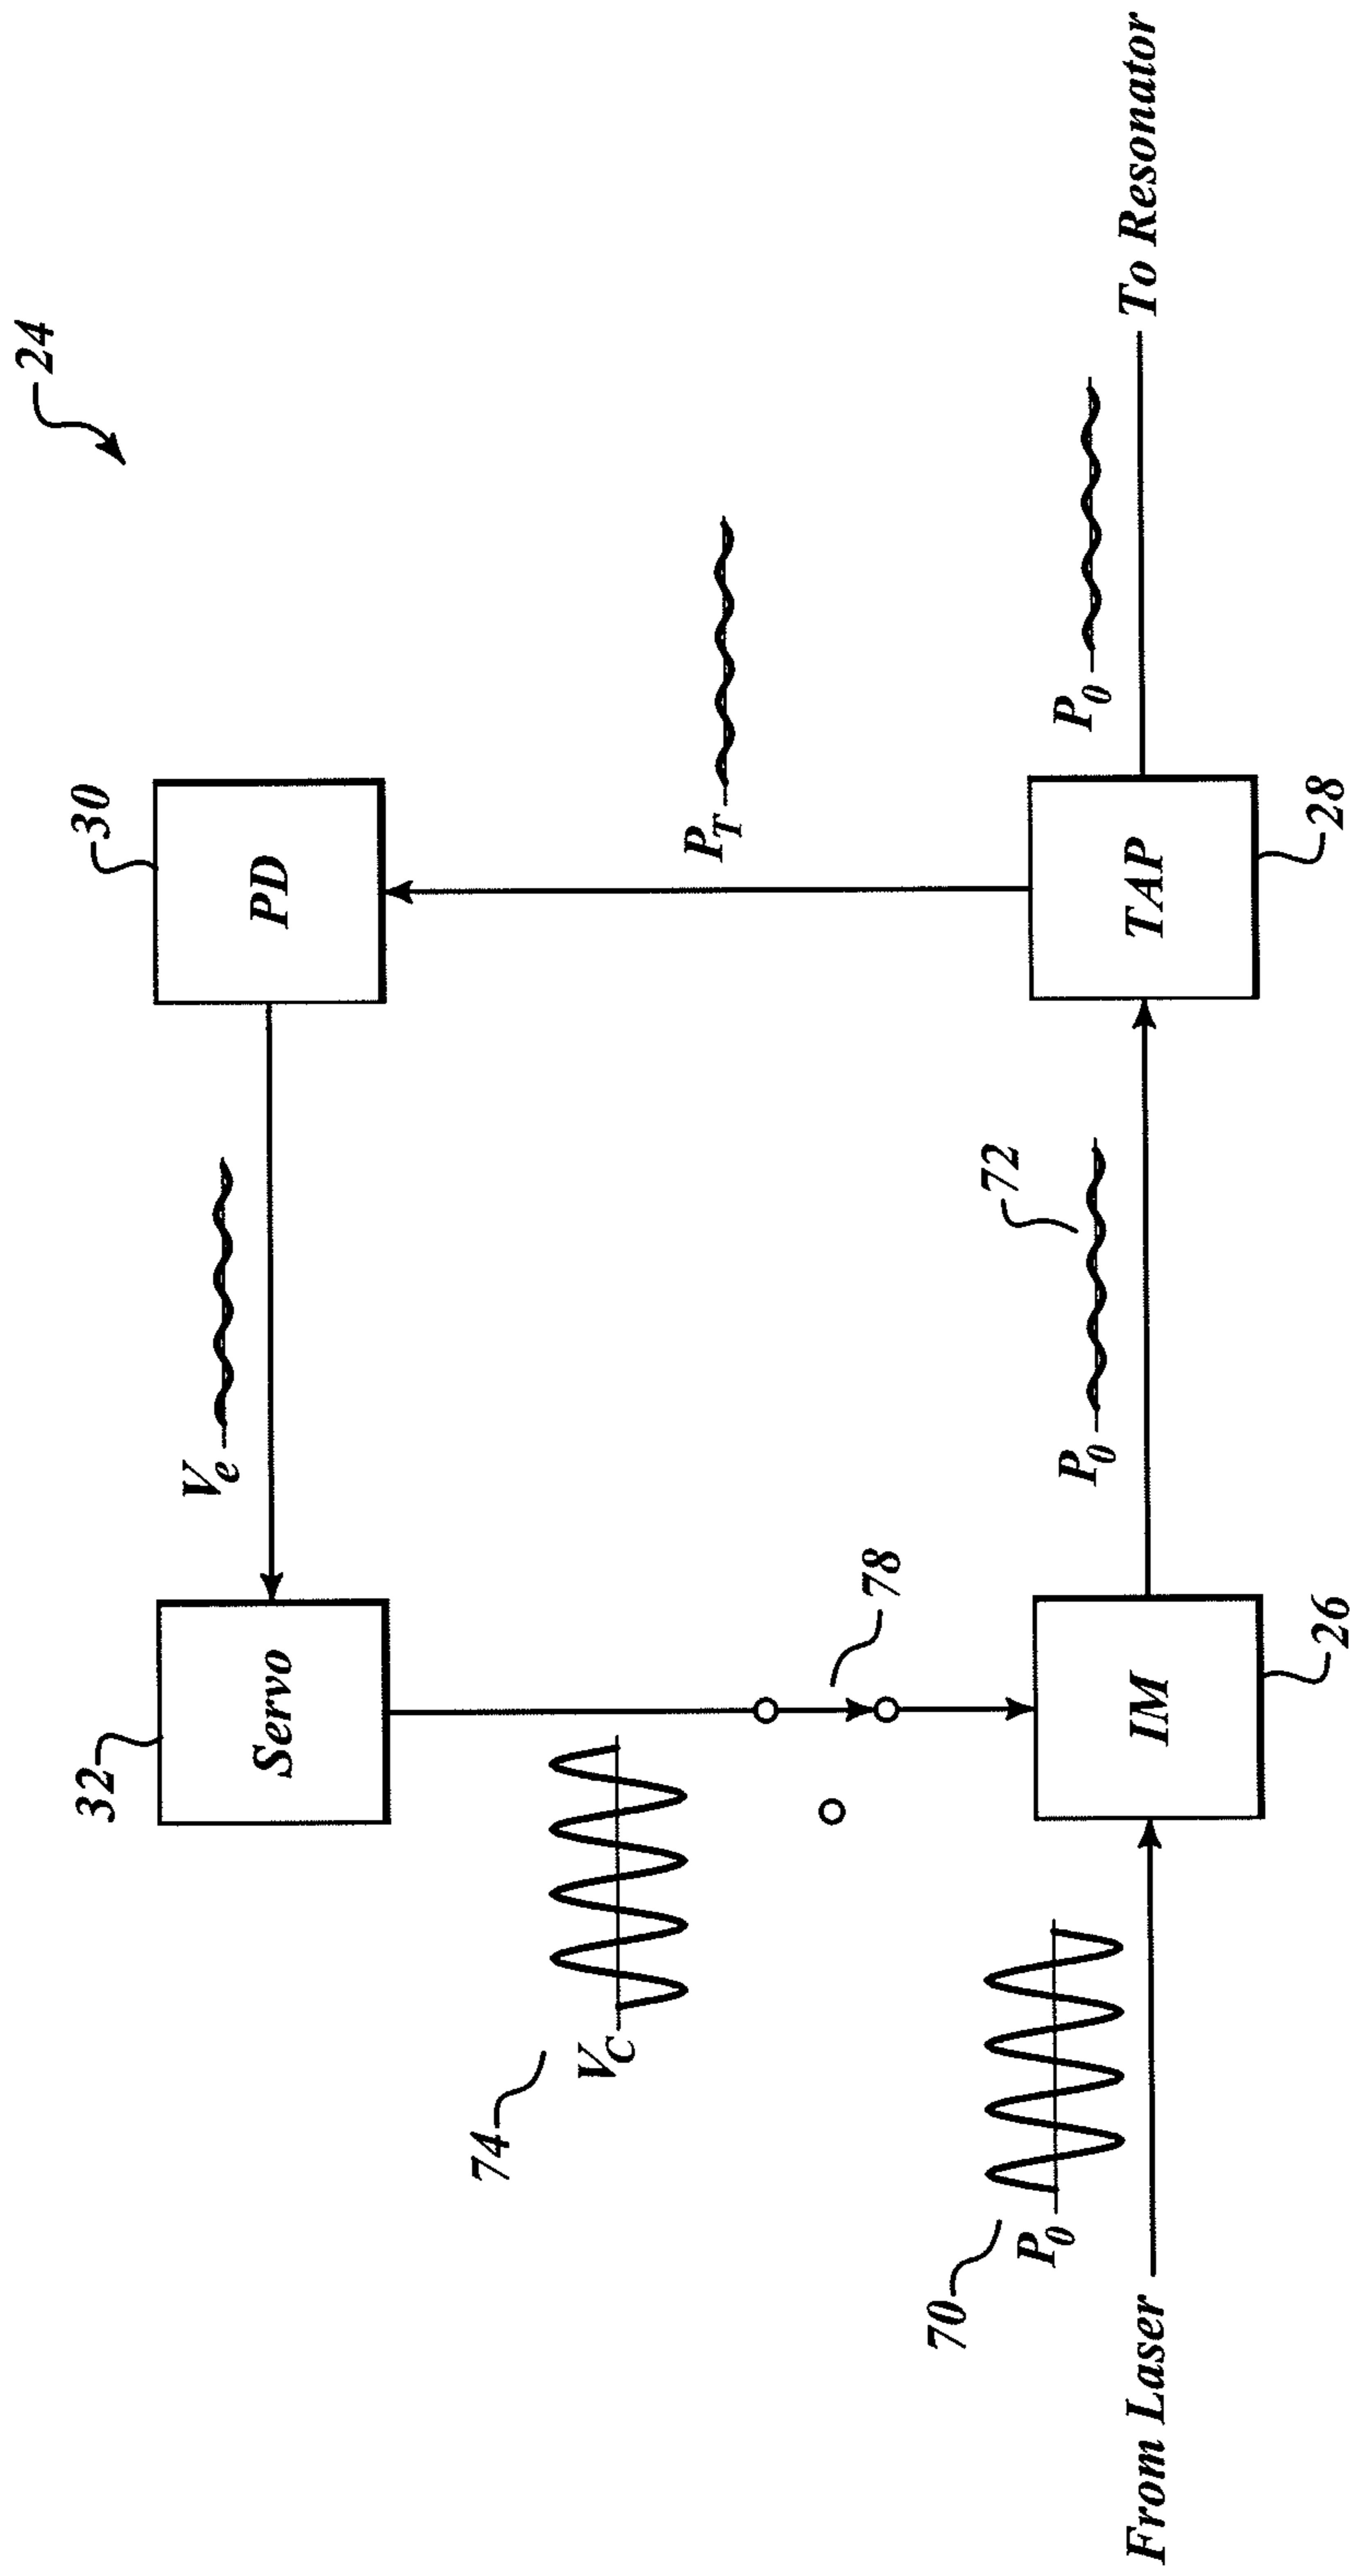 24
32
Servo
V_e
PD
30
74
V_C
78
P_T
70
P_0
From Laser
IM
26
P_0
72
TAP
28
P_0
To Resonator